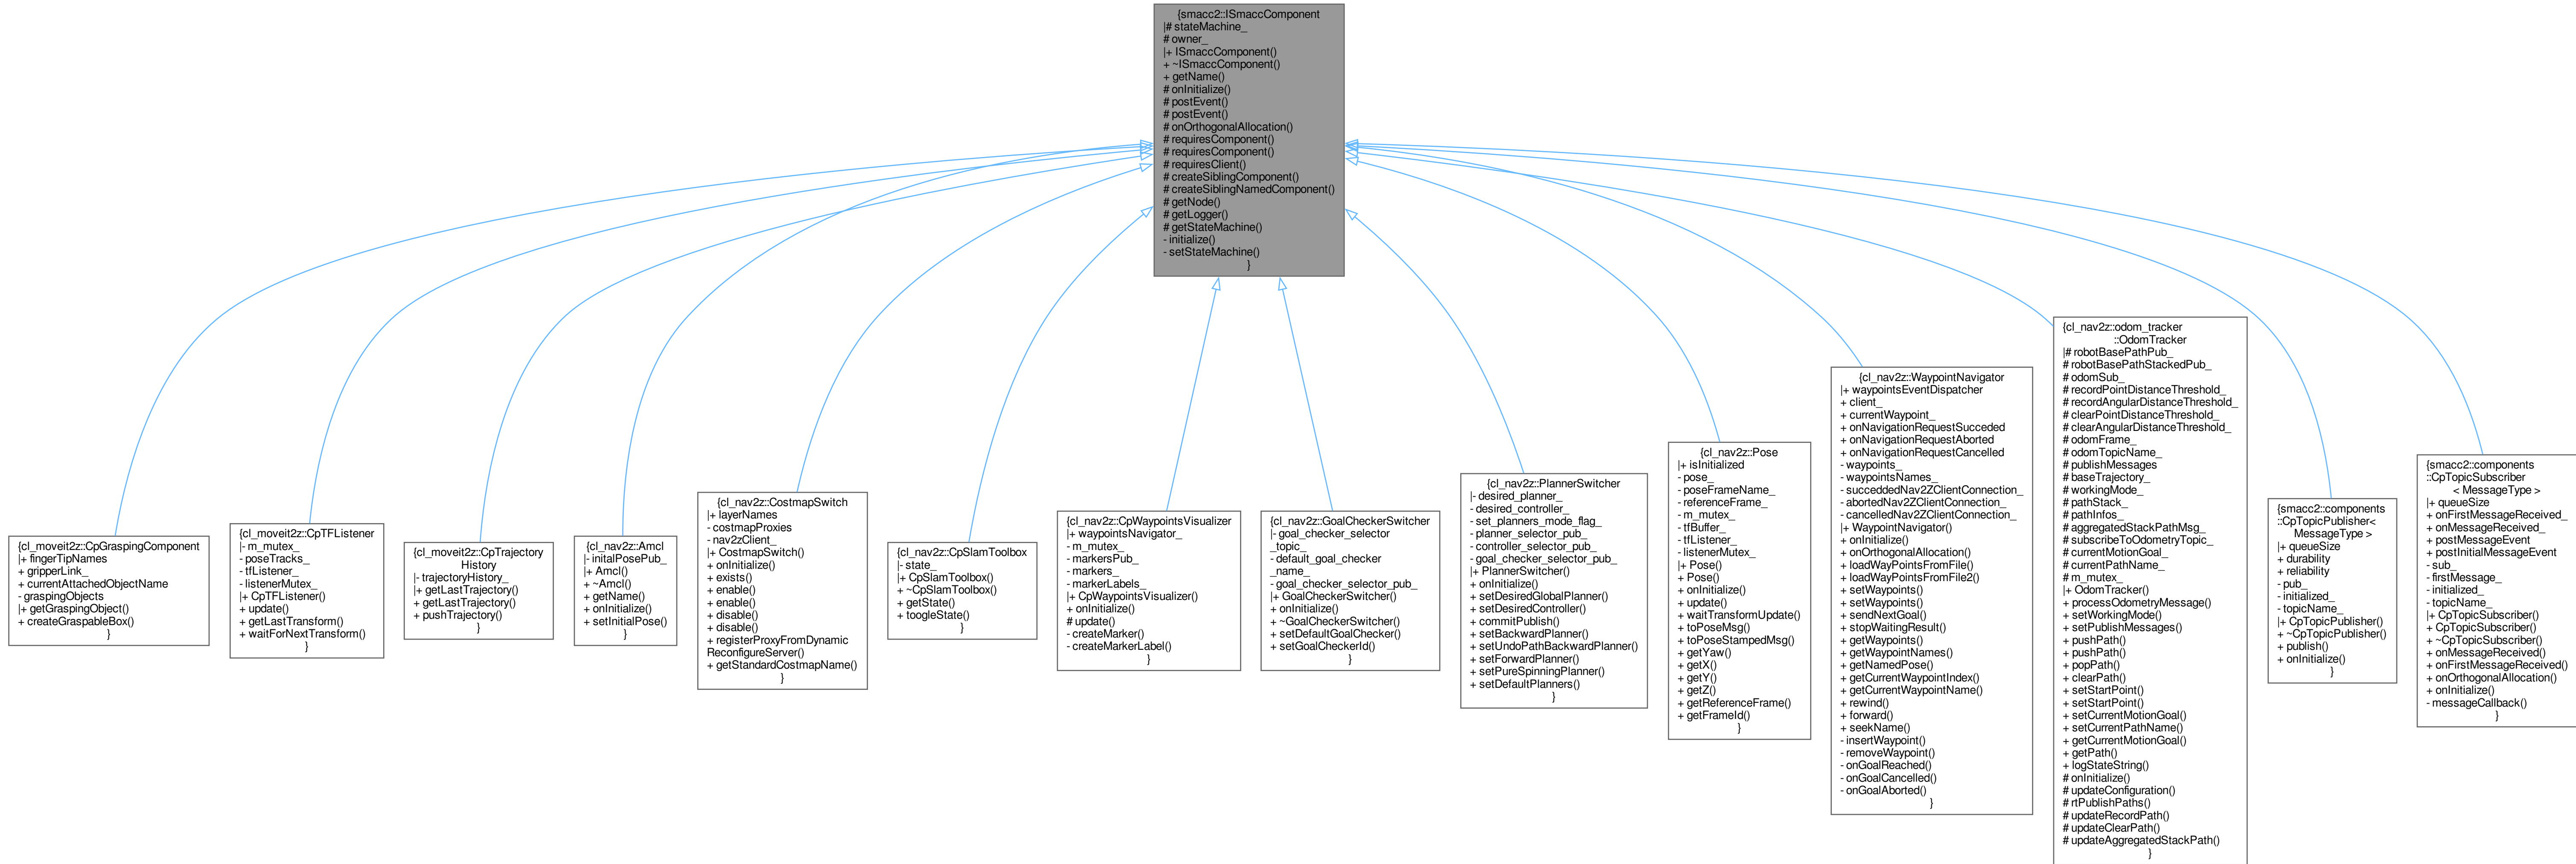 {smacc2::ISmaccComponent
|# stateMachine_
# owner_
|+ ISmaccComponent()
+ ~ISmaccComponent()
+ getName()
# onInitialize()
# postEvent()
# postEvent()
# onOrthogonalAllocation()
# requiresComponent()
# requiresComponent()
# requiresClient()
# createSiblingComponent()
# createSiblingNamedComponent()
# getNode()
# getLogger()
# getStateMachine()
- initialize()
- setStateMachine()
}
{cl_moveit2z::CpGraspingComponent
|+ fingerTipNames
+ gripperLink_
+ currentAttachedObjectName
- graspingObjects
|+ getGraspingObject()
+ createGraspableBox()
}
{cl_moveit2z::CpTFListener
|- m_mutex_
- poseTracks_
- tfListener_
- listenerMutex_
|+ CpTFListener()
+ update()
+ getLastTransform()
+ waitForNextTransform()
}
{cl_moveit2z::CpTrajectory
History
|- trajectoryHistory_
|+ getLastTrajectory()
+ getLastTrajectory()
+ pushTrajectory()
}
{cl_nav2z::Amcl
|- initalPosePub_
|+ Amcl()
+ ~Amcl()
+ getName()
+ onInitialize()
+ setInitialPose()
}
{cl_nav2z::CostmapSwitch
|+ layerNames
- costmapProxies
- nav2zClient_
|+ CostmapSwitch()
+ onInitialize()
+ exists()
+ enable()
+ enable()
+ disable()
+ disable()
+ registerProxyFromDynamic
ReconfigureServer()
+ getStandardCostmapName()
}
{cl_nav2z::CpSlamToolbox
|- state_
|+ CpSlamToolbox()
+ ~CpSlamToolbox()
+ getState()
+ toogleState()
}
{cl_nav2z::CpWaypointsVisualizer
|+ waypointsNavigator_
- m_mutex_
- markersPub_
- markers_
- markerLabels_
|+ CpWaypointsVisualizer()
+ onInitialize()
# update()
- createMarker()
- createMarkerLabel()
}
{cl_nav2z::GoalCheckerSwitcher
|- goal_checker_selector
_topic_
- default_goal_checker
_name_
- goal_checker_selector_pub_
|+ GoalCheckerSwitcher()
+ onInitialize()
+ ~GoalCheckerSwitcher()
+ setDefaultGoalChecker()
+ setGoalCheckerId()
}
{cl_nav2z::PlannerSwitcher
|- desired_planner_
- desired_controller_
- set_planners_mode_flag_
- planner_selector_pub_
- controller_selector_pub_
- goal_checker_selector_pub_
|+ PlannerSwitcher()
+ onInitialize()
+ setDesiredGlobalPlanner()
+ setDesiredController()
+ commitPublish()
+ setBackwardPlanner()
+ setUndoPathBackwardPlanner()
+ setForwardPlanner()
+ setPureSpinningPlanner()
+ setDefaultPlanners()
}
{cl_nav2z::Pose
|+ isInitialized
- pose_
- poseFrameName_
- referenceFrame_
- m_mutex_
- tfBuffer_
- tfListener_
- listenerMutex_
|+ Pose()
+ Pose()
+ onInitialize()
+ update()
+ waitTransformUpdate()
+ toPoseMsg()
+ toPoseStampedMsg()
+ getYaw()
+ getX()
+ getY()
+ getZ()
+ getReferenceFrame()
+ getFrameId()
}
{cl_nav2z::WaypointNavigator
|+ waypointsEventDispatcher
+ client_
+ currentWaypoint_
+ onNavigationRequestSucceded
+ onNavigationRequestAborted
+ onNavigationRequestCancelled
- waypoints_
- waypointsNames_
- succeddedNav2ZClientConnection_
- abortedNav2ZClientConnection_
- cancelledNav2ZClientConnection_
|+ WaypointNavigator()
+ onInitialize()
+ onOrthogonalAllocation()
+ loadWayPointsFromFile()
+ loadWayPointsFromFile2()
+ setWaypoints()
+ setWaypoints()
+ sendNextGoal()
+ stopWaitingResult()
+ getWaypoints()
+ getWaypointNames()
+ getNamedPose()
+ getCurrentWaypointIndex()
+ getCurrentWaypointName()
+ rewind()
+ forward()
+ seekName()
- insertWaypoint()
- removeWaypoint()
- onGoalReached()
- onGoalCancelled()
- onGoalAborted()
}
{cl_nav2z::odom_tracker
::OdomTracker
|# robotBasePathPub_
# robotBasePathStackedPub_
# odomSub_
# recordPointDistanceThreshold_
# recordAngularDistanceThreshold_
# clearPointDistanceThreshold_
# clearAngularDistanceThreshold_
# odomFrame_
# odomTopicName_
# publishMessages
# baseTrajectory_
# workingMode_
# pathStack_
# pathInfos_
# aggregatedStackPathMsg_
# subscribeToOdometryTopic_
# currentMotionGoal_
# currentPathName_
# m_mutex_
|+ OdomTracker()
+ processOdometryMessage()
+ setWorkingMode()
+ setPublishMessages()
+ pushPath()
+ pushPath()
+ popPath()
+ clearPath()
+ setStartPoint()
+ setStartPoint()
+ setCurrentMotionGoal()
+ setCurrentPathName()
+ getCurrentMotionGoal()
+ getPath()
+ logStateString()
# onInitialize()
# updateConfiguration()
# rtPublishPaths()
# updateRecordPath()
# updateClearPath()
# updateAggregatedStackPath()
}
{smacc2::components
::CpTopicPublisher<
MessageType >
|+ queueSize
+ durability
+ reliability
- pub_
- initialized_
- topicName_
|+ CpTopicPublisher()
+ ~CpTopicPublisher()
+ publish()
+ onInitialize()
}
{smacc2::components
::CpTopicSubscriber
< MessageType >
|+ queueSize
+ onFirstMessageReceived_
+ onMessageReceived_
+ postMessageEvent
+ postInitialMessageEvent
- sub_
- firstMessage_
- initialized_
- topicName_
|+ CpTopicSubscriber()
+ CpTopicSubscriber()
+ ~CpTopicSubscriber()
+ onMessageReceived()
+ onFirstMessageReceived()
+ onOrthogonalAllocation()
+ onInitialize()
- messageCallback()
}